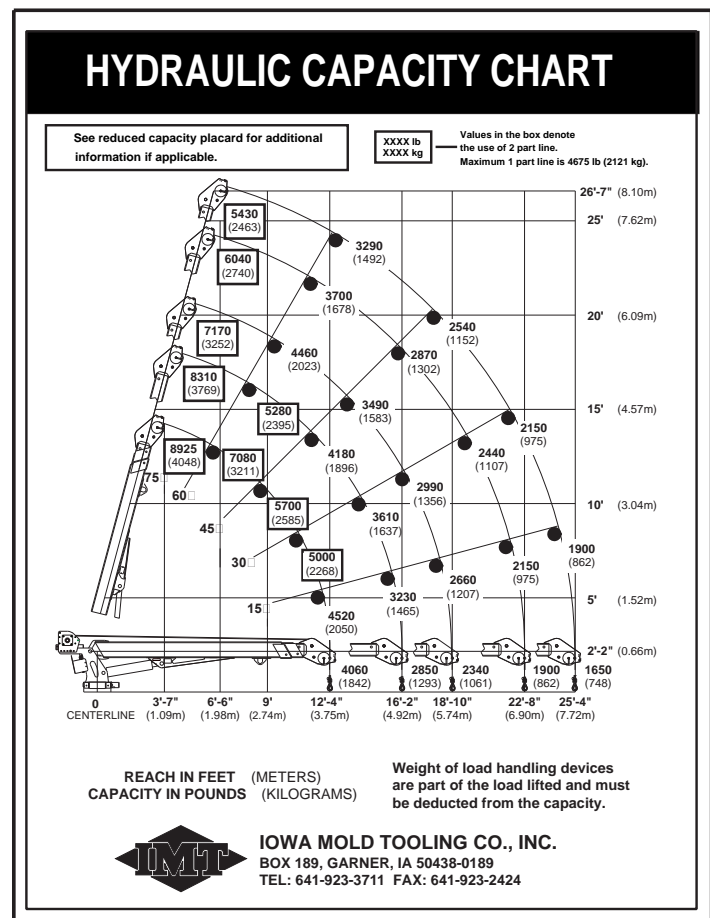 HYDRAULIC CAPACITY CHART
See reduced capacity placard for additional
information if applicable.
XXXX lb
XXXX kg
Values in the box denote
the use of 2 part line.
Maximum 1 part line is 4675 lb (2121 kg).
26'-7" (8.10m)
5430
(2463)
25' (7.62m)
3290
(1492)
6040
(2740)
3700
(1678)
20' (6.09m)
2540
(1152)
7170
(3252)
4460
(2023)
2870
(1302)
8310
(3769)
5280
(2395)
3490
(1583)
15' (4.57m)
2150
(975)
8925
(4048)
7080
(3211)
4180
(1896)
2440
(1107)
75
60
5700
(2585)
2990
(1356)
10' (3.04m)
45
3610
(1637)
30
5000
(2268)
1900
(862)
2150
(975)
2660
(1207)
3230
(1465)
15
4520
(2050)
5' (1.52m)
2'-2" (0.66m)
4060
(1842)
2850
(1293)
2340
(1061)
1900
(862)
1650
(748)
0 3'-7" 6'-6" 9' 12'-4" 16'-2" 18'-10" 22'-8" 25'-4"
CENTERLINE (1.09m) (1.98m) (2.74m) (3.75m) (4.92m) (5.74m) (6.90m) (7.72m)
REACH IN FEET (METERS)
CAPACITY IN POUNDS (KILOGRAMS)
Weight of load handling devices
are part of the load lifted and must
be deducted from the capacity.
IMT
IOWA MOLD TOOLING CO., INC.
BOX 189, GARNER, IA 50438-0189
TEL: 641-923-3711 FAX: 641-923-2424